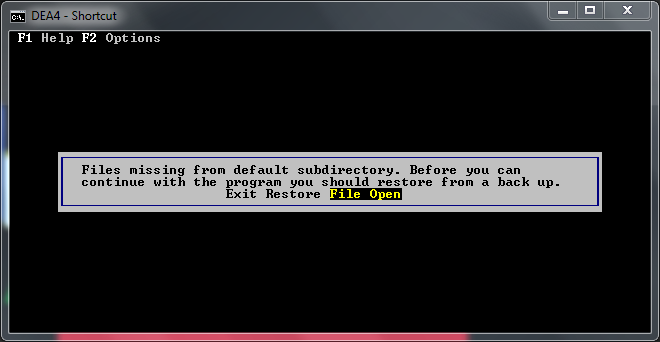 DEA4 - Shortcut
F1 Help F2 Options
Files missing from default subdirectory. Before you can
continue with the program you should restore from a back up.
Exit Restore File Open